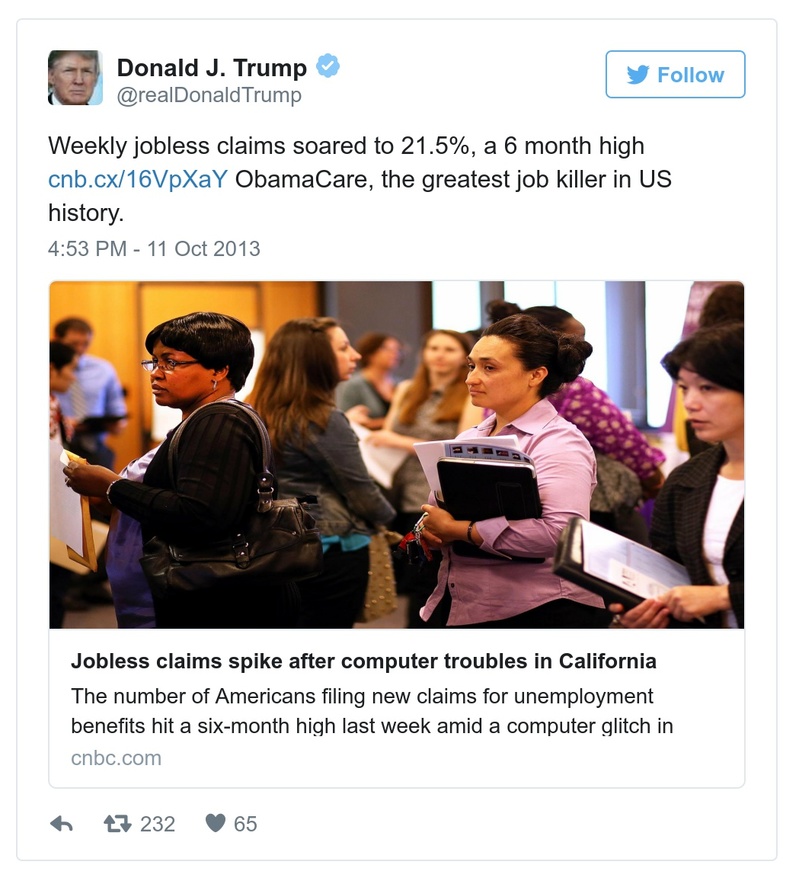 Donald J. Trump
@realDonaldTrump
Follow
Weekly jobless claims soared to 21.5%, a 6 month high
cnb.cx/16VpXaY ObamaCare, the greatest job killer in US
history.
4:53 PM - 11 Oct 2013
Jobless claims spike after computer troubles in California
The number of Americans filing new claims for unemployment
benefits hit a six-month high last week amid a computer glitch in
cnbc.com
232 65